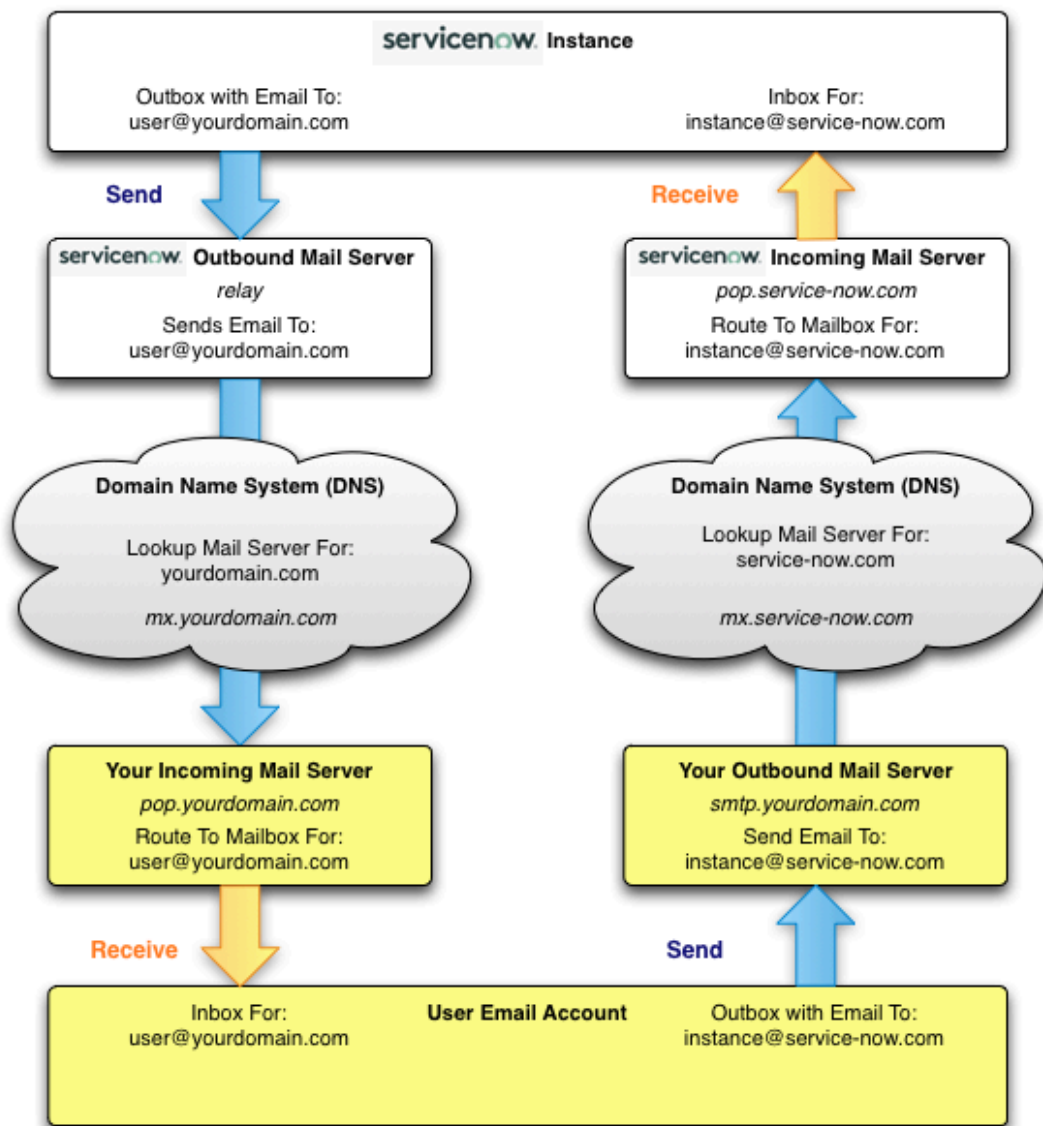 servicenow. Instance
Outbox with Email To:
user@yourdomain.com
Inbox For:
instance@service-now.com
Send
Receive
servicenow. Outbound Mail Server
relay
Sends Email To:
user@yourdomain.com
servicenow. Incoming Mail Server
pop.service-now.com
Route To Mailbox For:
instance@service-now.com
Domain Name System (DNS)
Lookup Mail Server For:
yourdomain.com
mx.yourdomain.com
Domain Name System (DNS)
Lookup Mail Server For:
service-now.com
mx.service-now.com
Your Incoming Mail Server
pop.yourdomain.com
Route To Mailbox For:
user@yourdomain.com
Your Outbound Mail Server
smtp.yourdomain.com
Send Email To:
instance@service-now.com
Receive
Send
Inbox For:
user@yourdomain.com
User Email Account
Outbox with Email To:
instance@service-now.com